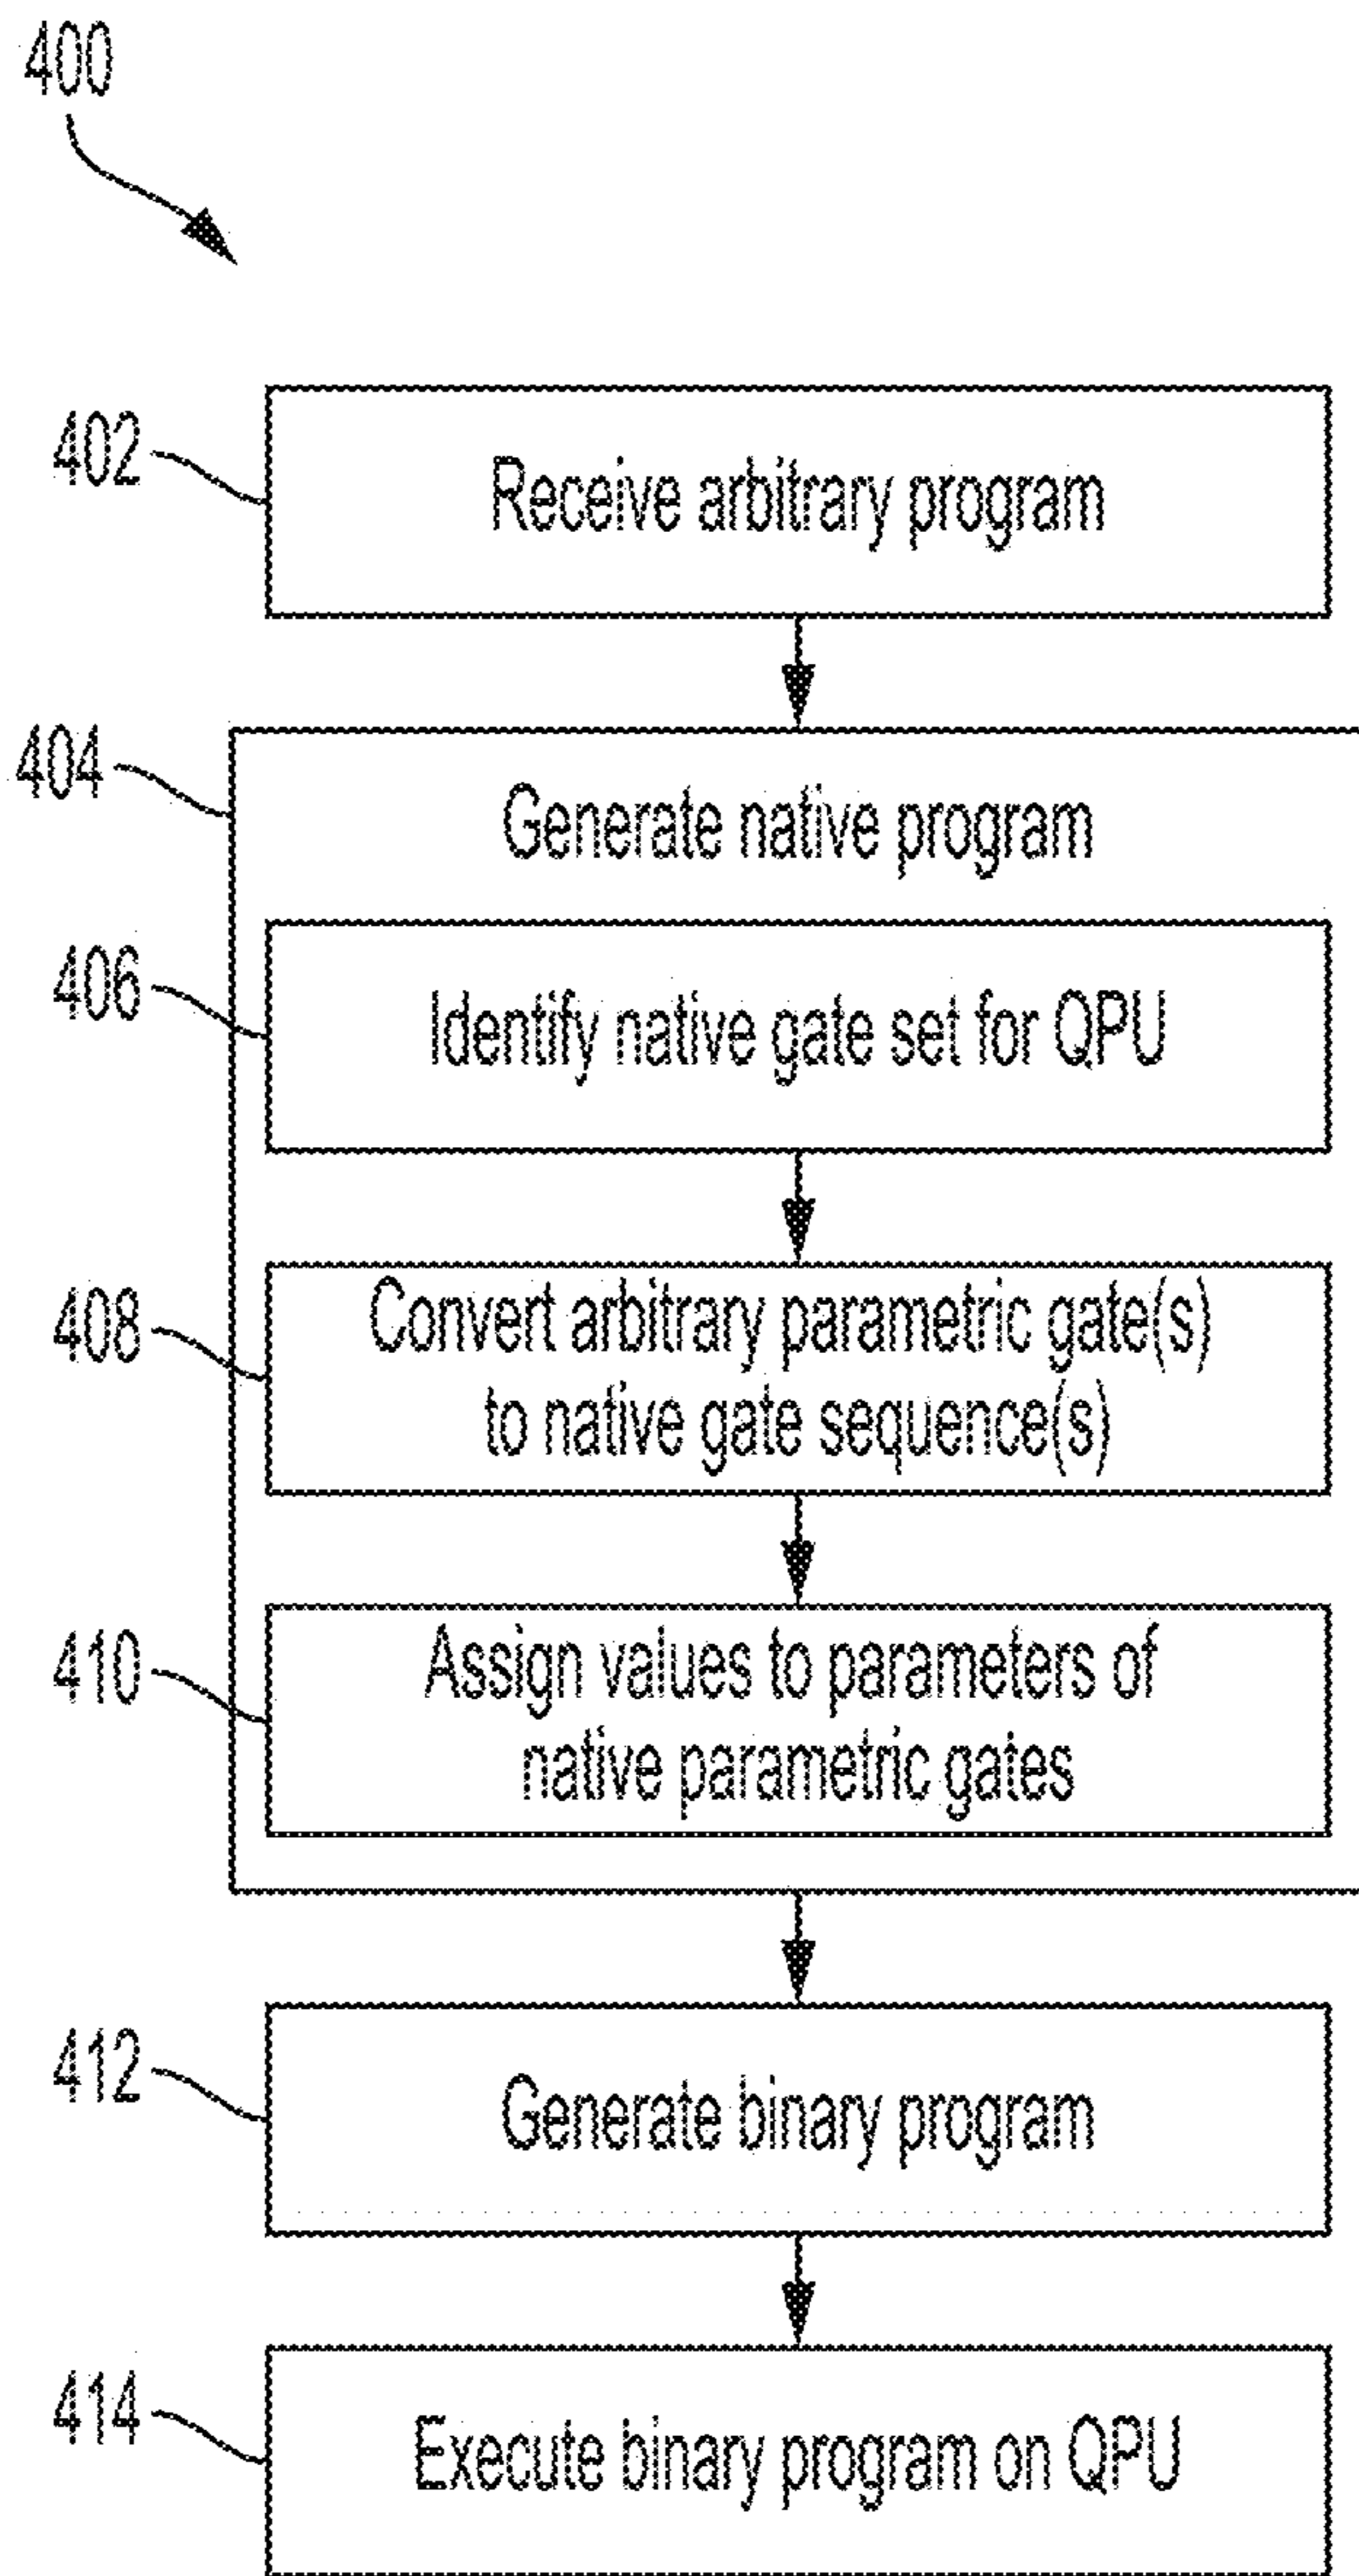 400
402
Receive arbitrary program
404
Generate native program
406
Identify native gate set for QPU
408
Convert arbitrary parametric gate(s)
to native gate sequence(s)
410
Assign values to parameters of
native parametric gates
412
Generate binary program
414
Execute binary program on QPU